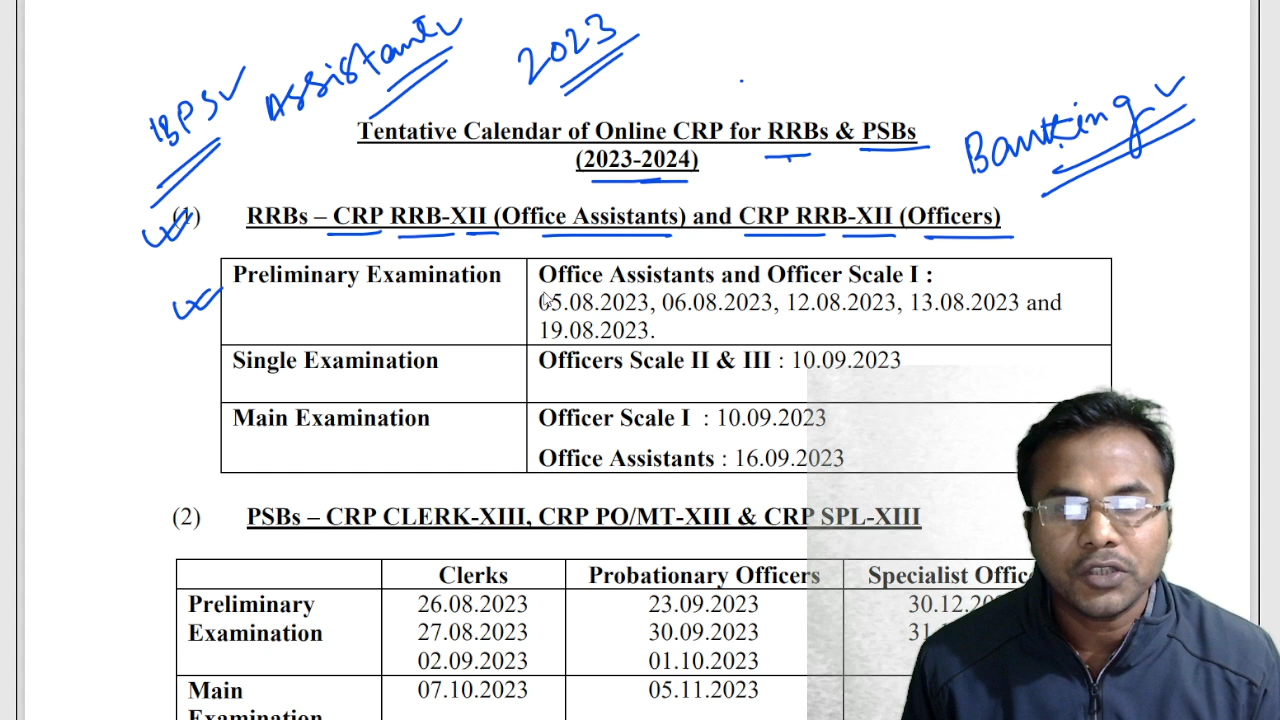 IBPS
Assistant
2023
Banking
Tentative Calendar of Online CRP for RRBs & PSBs
(2023-2024)
(1) RRBs – CRP RRB-XII (Office Assistants) and CRP RRB-XII (Officers)
Preliminary Examination
Office Assistants and Officer Scale I :
05.08.2023, 06.08.2023, 12.08.2023, 13.08.2023 and
19.08.2023.
Single Examination
Officers Scale II & III : 10.09.2023
Main Examination
Officer Scale I : 10.09.2023
Office Assistants : 16.09.2023
(2) PSBs – CRP CLERK-XIII, CRP PO/MT-XIII & CRP SPL-XIII
Clerks Probationary Officers Specialist
Preliminary 26.08.2023 23.09.2023
Examination 27.08.2023 30.09.2023
02.09.2023 01.10.2023
Main 07.10.2023 05.11.2023
Examination